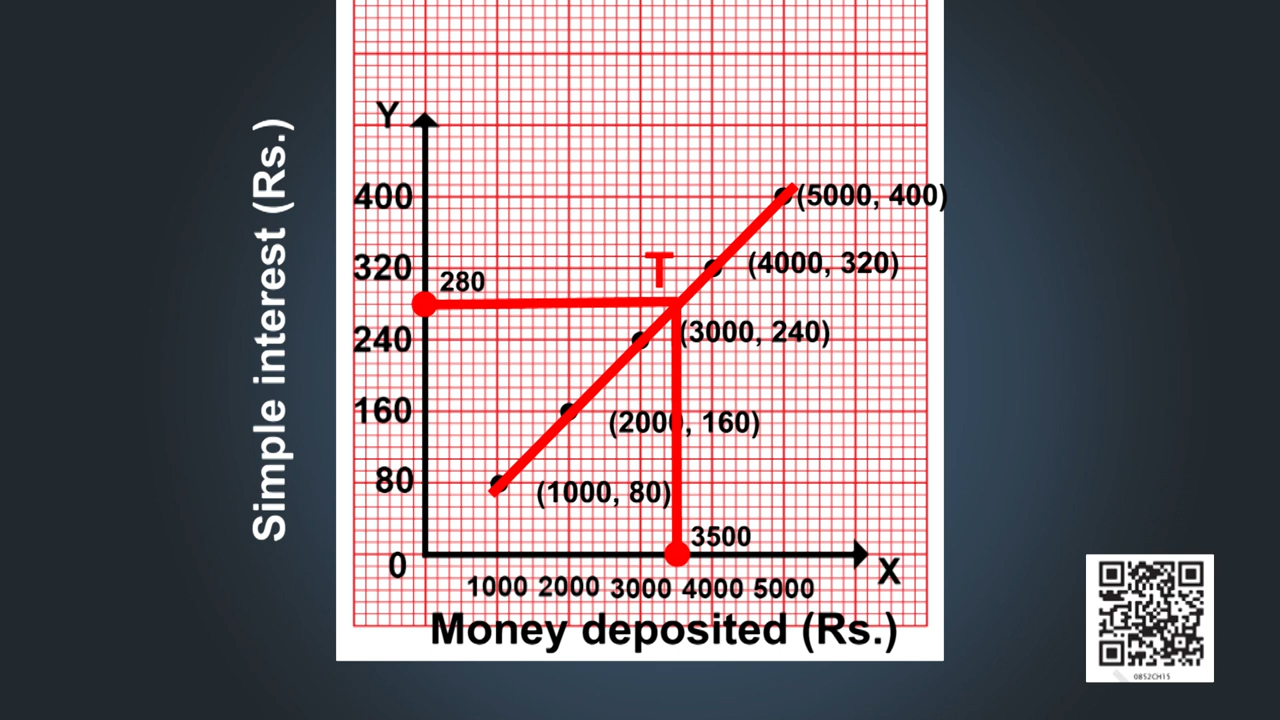 Simple interest (Rs.)
Y
400
(5000, 400)
T
320
(4000, 320)
280
240
(3000, 240)
160
(2000, 160)
80
(1000, 80)
3500
0
X
1000 2000 3000 4000 5000
Money deposited (Rs.)
0852CH15